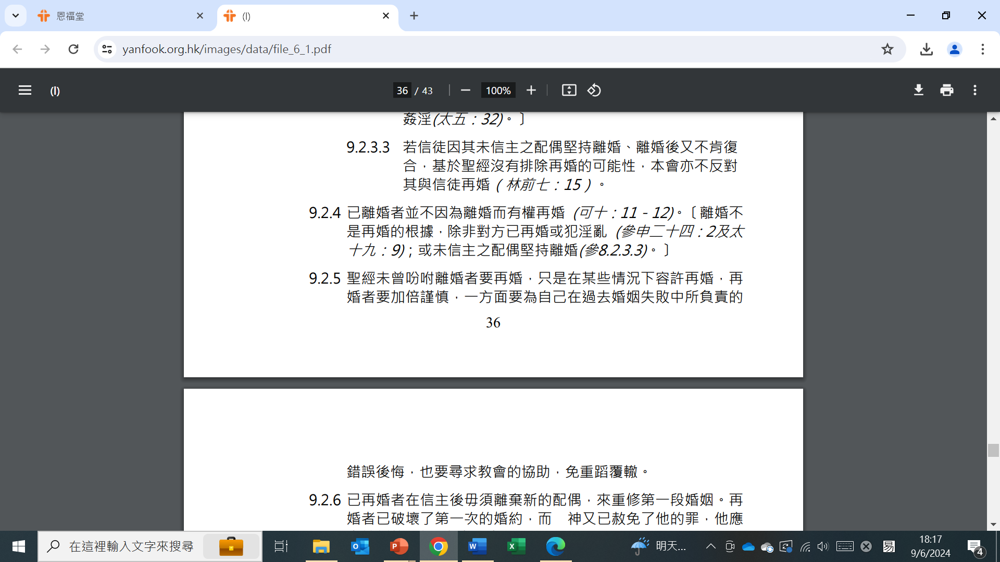 恩福堂
(I)
yanfook.org.hk/images/data/file_6_1.pdf
(I)
36 / 43
100%
姦淫(太五：32)。〕
9.2.3.3 若信徒因其未信主之配偶堅持離婚、離婚後又不肯復
合，基於聖經沒有排除再婚的可能性，本會亦不反對
其與信徒再婚（林前七：15）。
9.2.4 已離婚者並不因為離婚而有權再婚 (可十：11－12)。〔離婚不
是再婚的根據，除非對方已再婚或犯淫亂 (參申二十四：2及太
十九：9)；或未信主之配偶堅持離婚(參8.2.3.3)。〕
9.2.5 聖經未曾吩咐離婚者要再婚，只是在某些情況下容許再婚，再
婚者要加倍謹慎，一方面要為自己在過去婚姻失敗中所負責的
36
錯誤後悔，也要尋求教會的協助，免重蹈覆轍。
9.2.6 已再婚者在信主後毋須離棄新的配偶，來重修第一段婚姻。再
婚者已破壞了第一次的婚約，而　神又已赦免了他的罪，他應
在這裡輸入文字來搜尋
明天...
易
18:17
9/6/2024
4